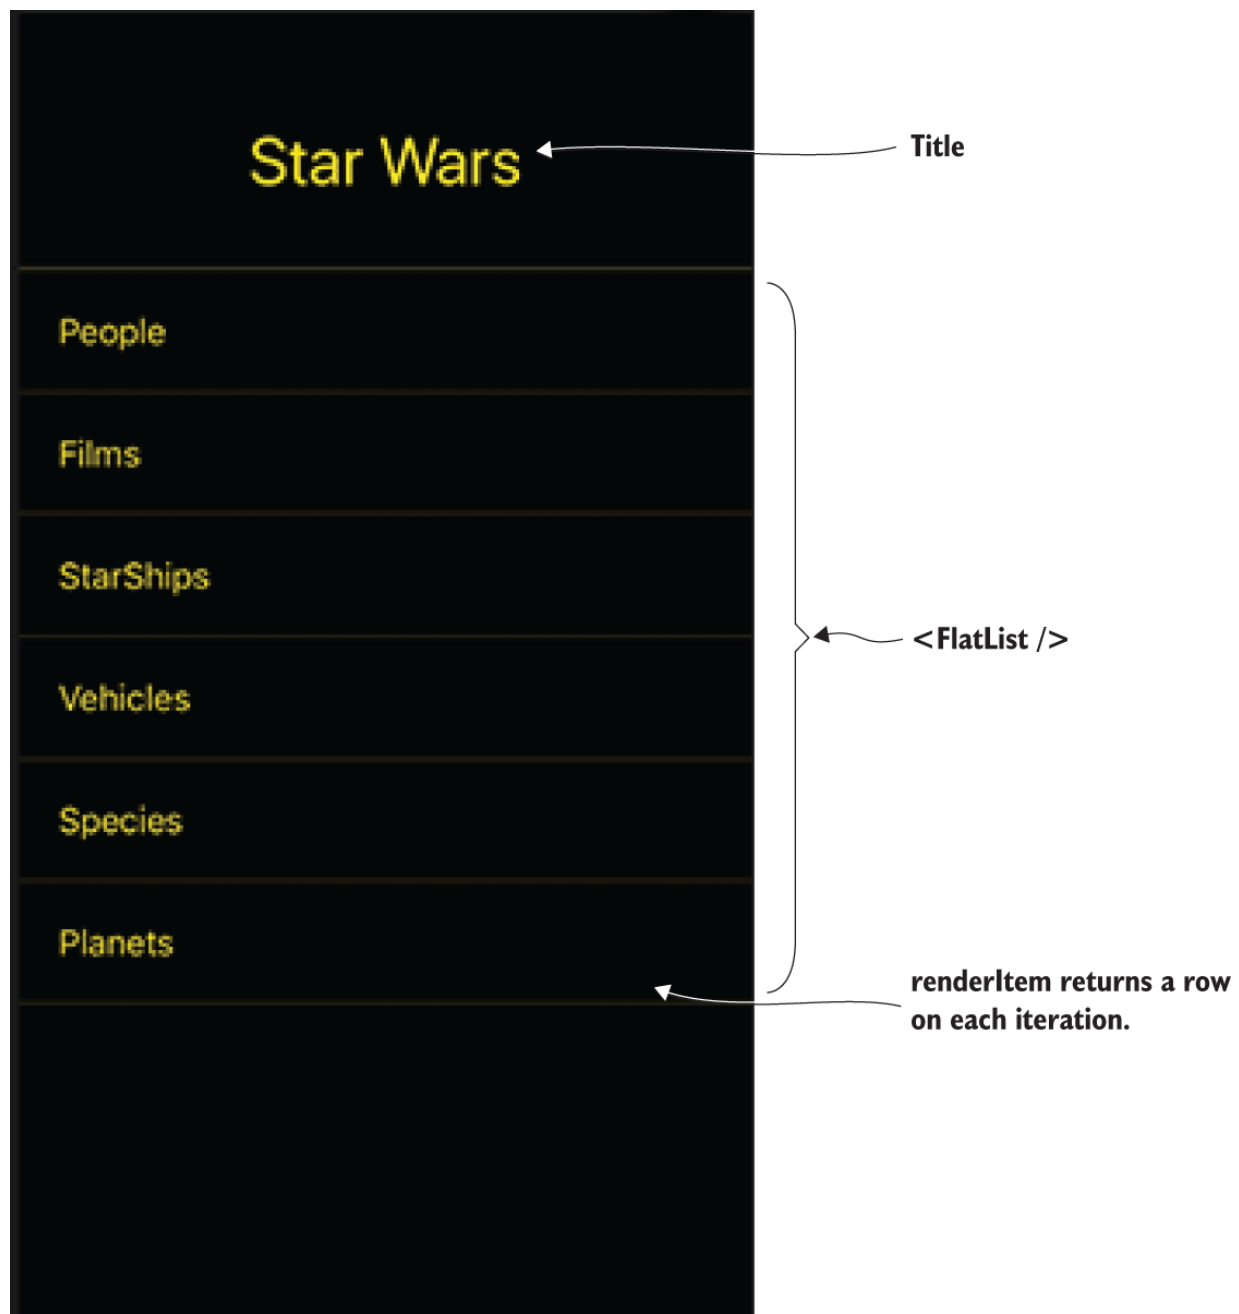 Star Wars
Title
People
Films
StarShips
<FlatList />
Vehicles
Species
Planets
renderItem returns a row
on each iteration.